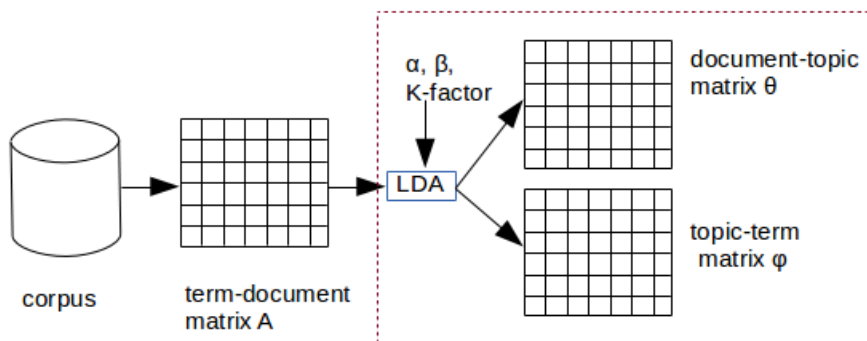 corpus
term-document
matrix A
α, β,
K-factor
LDA
document-topic
matrix θ
topic-term
matrix φ